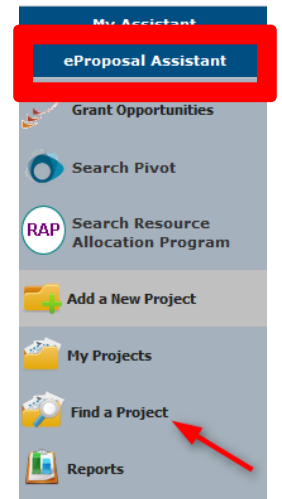 My Assistant
eProposal Assistant
Grant Opportunities
Search Pivot
RAP
Search Resource
Allocation Program
Add a New Project
My Projects
Find a Project
Reports